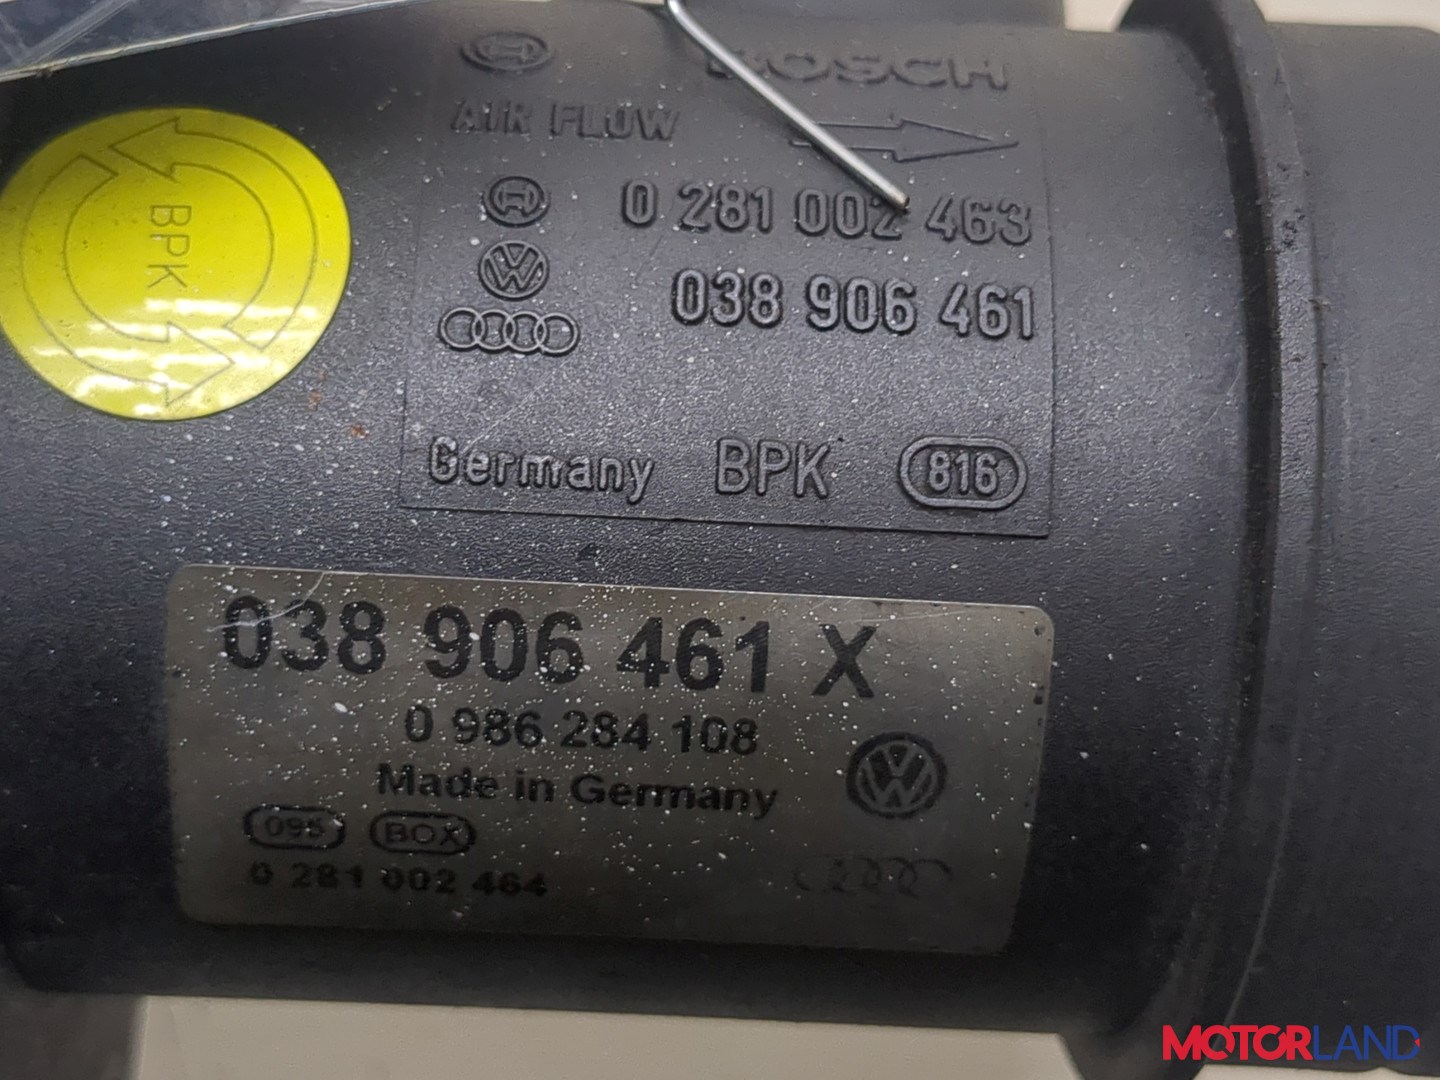 BOSCH
AIR FLOW
0 281 002 463
038 906 461
Germany BPK 816
BPK
038 906 461 X
0 986 284 108
Made in Germany
095 BOX
0 281 002 464
MOTORLAND